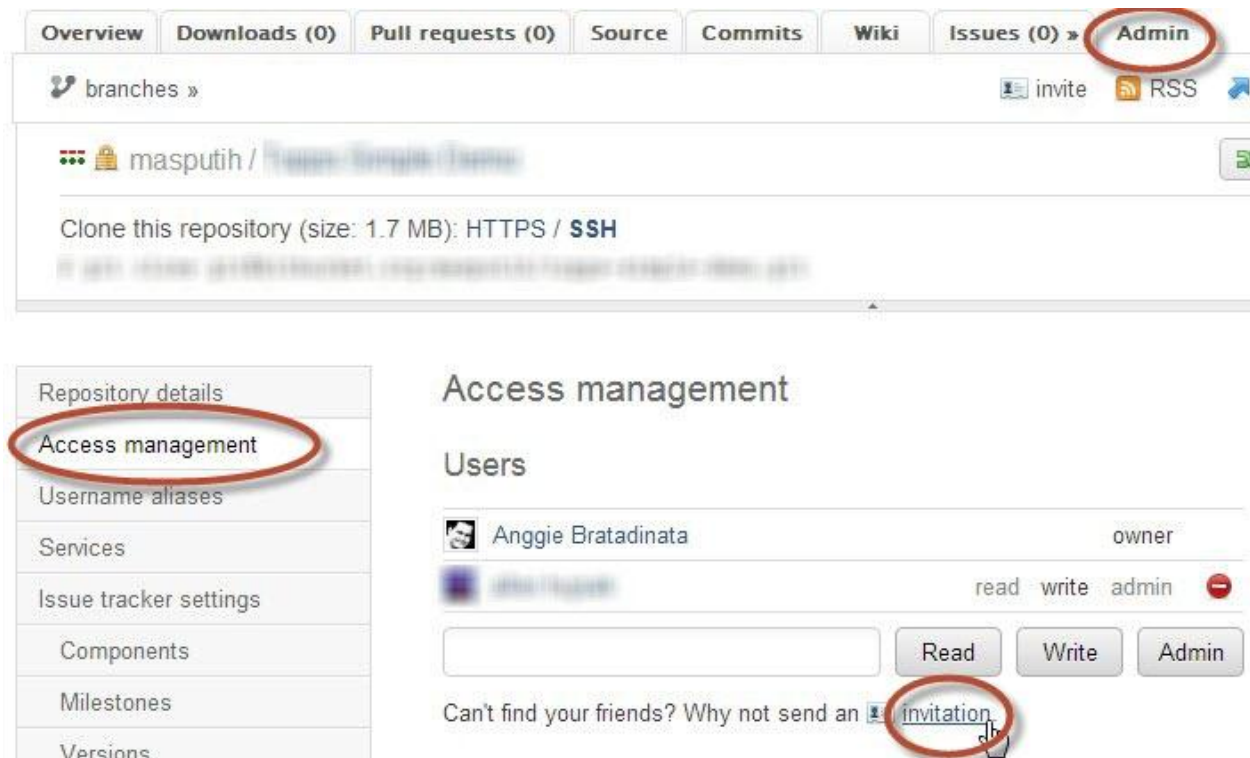 Overview Downloads (0) Pull requests (0) Source Commits Wiki Issues (0) » Admin
branches » invite RSS
masputih /
Clone this repository (size: 1.7 MB): HTTPS / SSH
Repository details
Access management
Username aliases
Services
Issue tracker settings
Components
Milestones
Versions
Access management
Users
Anggie Bratadinata owner
read write admin
Read Write Admin
Can't find your friends? Why not send an invitation